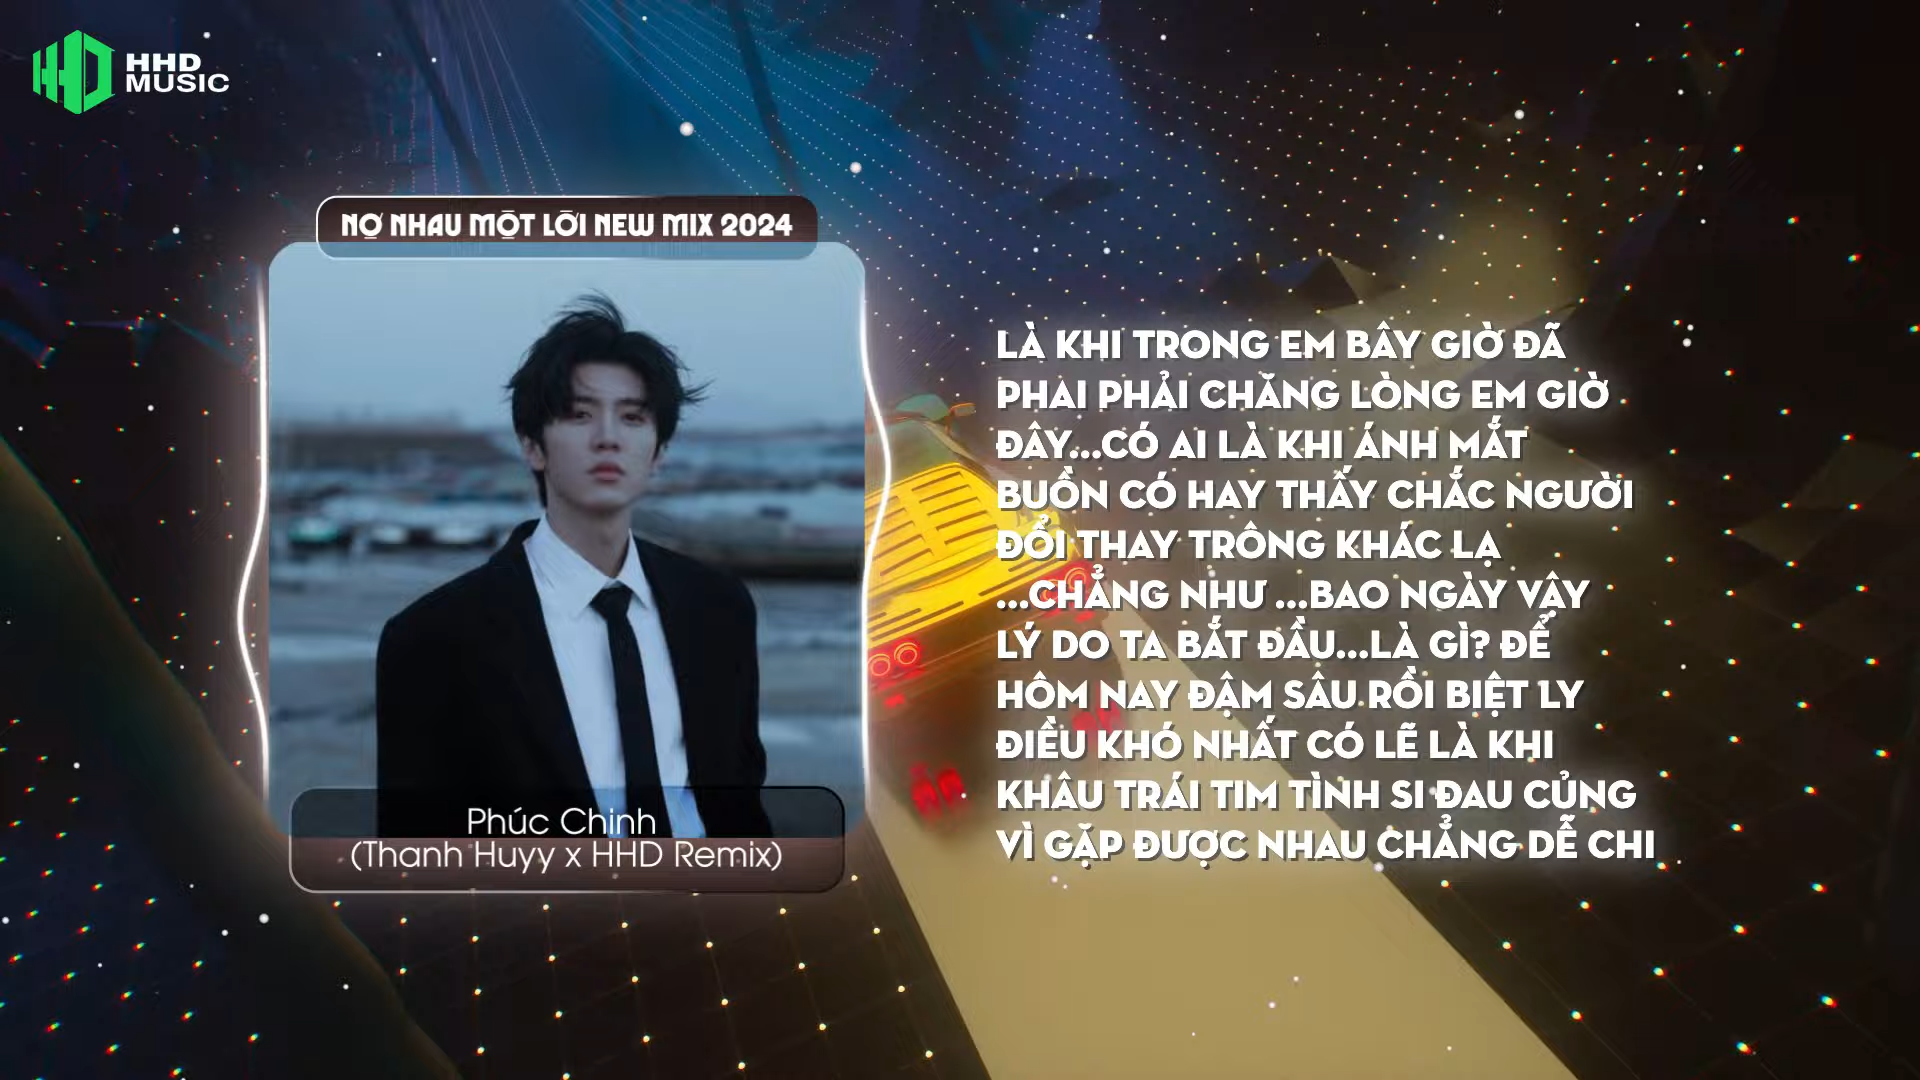 HHD
MUSIC
NỢ NHAU MỘT LỜI NEW MIX 2024
LÀ KHI TRONG EM BÂY GIỜ ĐÃ
PHAI PHẢI CHĂNG LÒNG EM GIỜ
ĐÂY...CÓ AI LÀ KHI ÁNH MẮT
BUỒN CÓ HAY THẤY CHẮC NGƯỜI
ĐỔI THAY TRÔNG KHÁC LẠ
...CHẲNG NHƯ ...BAO NGÀY VẬY
LÝ DO TA BẮT ĐẦU...LÀ GÌ? ĐỂ
HÔM NAY ĐẬM SÂU RỒI BIỆT LY
ĐIỀU KHÓ NHẤT CÓ LẼ LÀ KHI
KHÂU TRÁI TIM TÌNH SI ĐAU CỦNG
VÌ GẶP ĐƯỢC NHAU CHẲNG DỄ CHI
Phúc Chinh
(Thanh Huyy x HHD Remix)